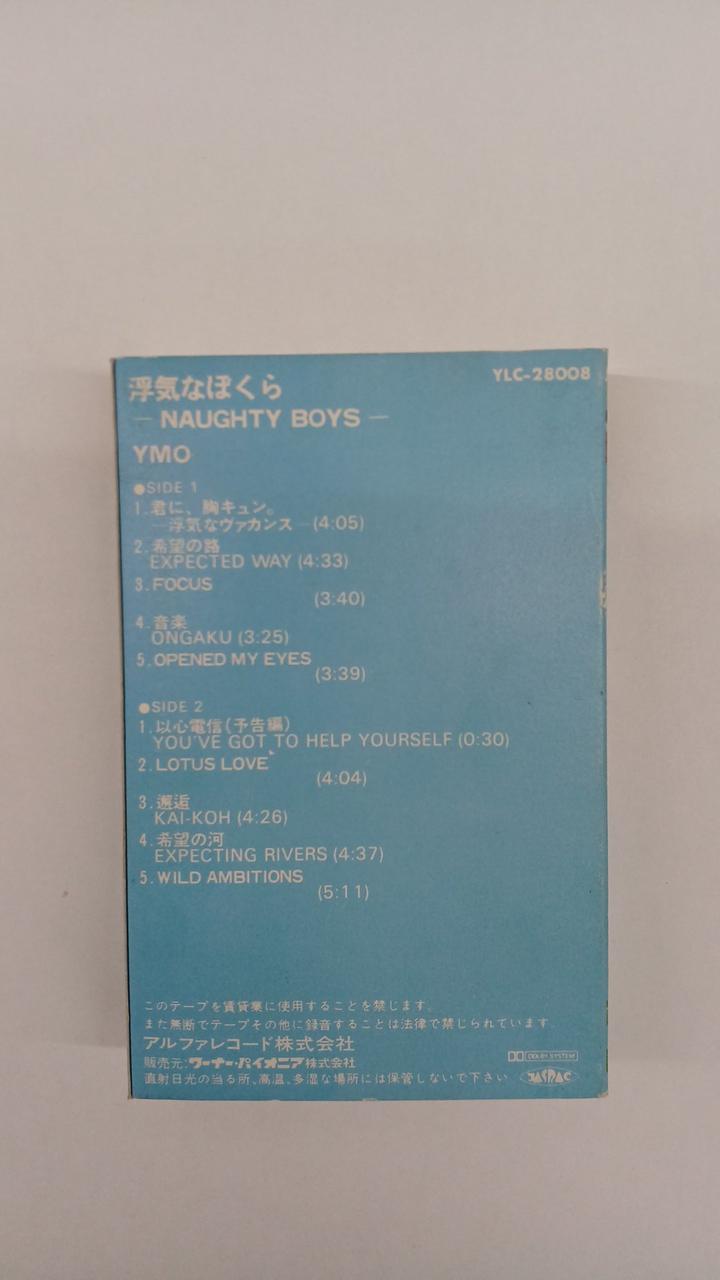 浮気なぼくら
YLC-28008
— NAUGHTY BOYS —
YMO
●SIDE 1
1.君に、胸キュン。
—浮気なヴァカンス— (4:05)
2.希望の路
EXPECTED WAY (4:33)
3.FOCUS
(3:40)
4.音楽
ONGAKU (3:25)
5.OPENED MY EYES
(3:39)
●SIDE 2
1.以心電信(予告編)
YOU'VE GOT TO HELP YOURSELF (0:30)
2.LOTUS LOVE
(4:04)
3.邂逅
KAI-KOH (4:26)
4.希望の河
EXPECTING RIVERS (4:37)
5.WILD AMBITIONS
(5:11)
このテープを賃貸業に使用することを禁じます。
また無断でテープその他に録音することは法律で禁じられています。
アルファレコード株式会社
販売元:ワーナー・パイオニア株式会社
DOLBY SYSTEM
直射日光の当る所、高温、多湿な場所には保管しないで下さい
JASRAC